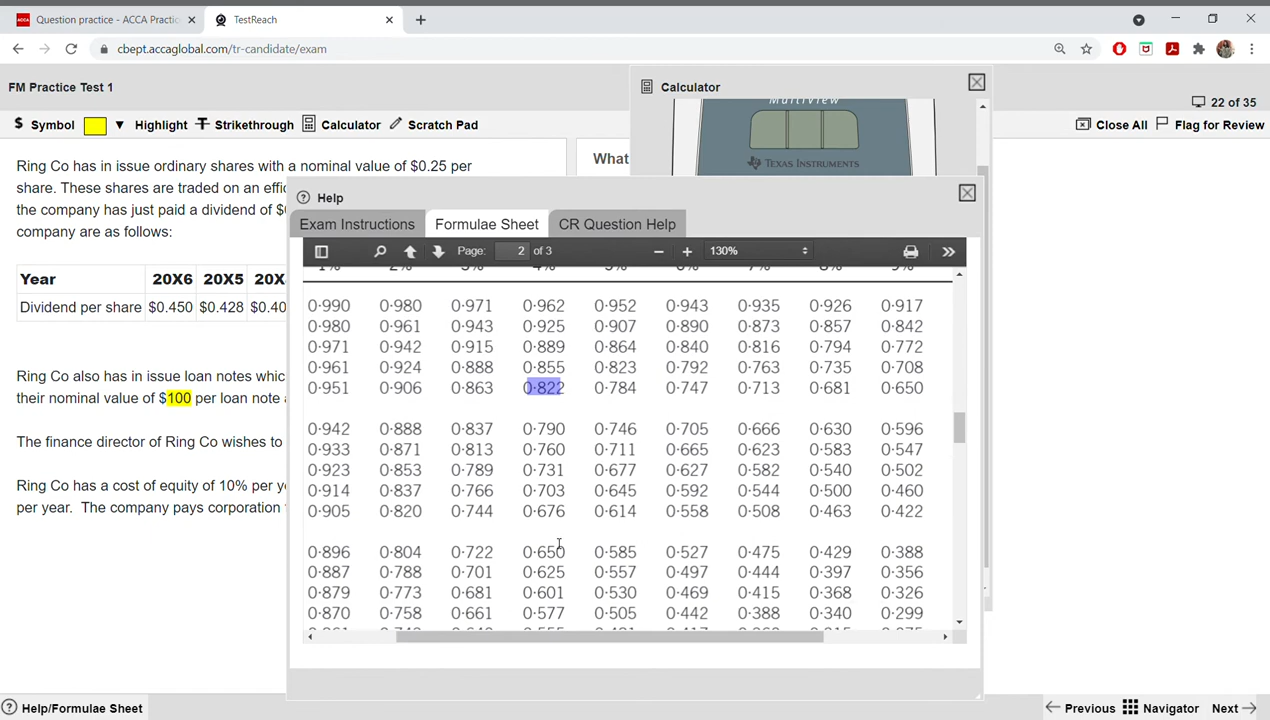 Question practice - ACCA Practic
TestReach
cbept.accaglobal.com/tr-candidate/exam
FM Practice Test 1
Calculator
22 of 35
$ Symbol Highlight Strikethrough Calculator Scratch Pad
Close All Flag for Review
MultiView
TEXAS INSTRUMENTS
Ring Co has in issue ordinary shares with a nominal value of $0.25 per
share. These shares are traded on an effic
the company has just paid a dividend of $
company are as follows:
What
Year 20X6 20X5 20X
Dividend per share $0.450 $0.428 $0.40
Ring Co also has in issue loan notes whic
their nominal value of $100 per loan note a
The finance director of Ring Co wishes to
Ring Co has a cost of equity of 10% per ye
per year. The company pays corporation
Help
Exam Instructions Formulae Sheet CR Question Help
Page: 2 of 3 130%
1% 2% 3% 4% 5% 6% 7% 8% 9%
0·990 0·980 0·971 0·962 0·952 0·943 0·935 0·926 0·917
0·980 0·961 0·943 0·925 0·907 0·890 0·873 0·857 0·842
0·971 0·942 0·915 0·889 0·864 0·840 0·816 0·794 0·772
0·961 0·924 0·888 0·855 0·823 0·792 0·763 0·735 0·708
0·951 0·906 0·863 0·822 0·784 0·747 0·713 0·681 0·650
0·942 0·888 0·837 0·790 0·746 0·705 0·666 0·630 0·596
0·933 0·871 0·813 0·760 0·711 0·665 0·623 0·583 0·547
0·923 0·853 0·789 0·731 0·677 0·627 0·582 0·540 0·502
0·914 0·837 0·766 0·703 0·645 0·592 0·544 0·500 0·460
0·905 0·820 0·744 0·676 0·614 0·558 0·508 0·463 0·422
0·896 0·804 0·722 0·650 0·585 0·527 0·475 0·429 0·388
0·887 0·788 0·701 0·625 0·557 0·497 0·444 0·397 0·356
0·879 0·773 0·681 0·601 0·530 0·469 0·415 0·368 0·326
0·870 0·758 0·661 0·577 0·505 0·442 0·388 0·340 0·299
Help/Formulae Sheet
Previous Navigator Next